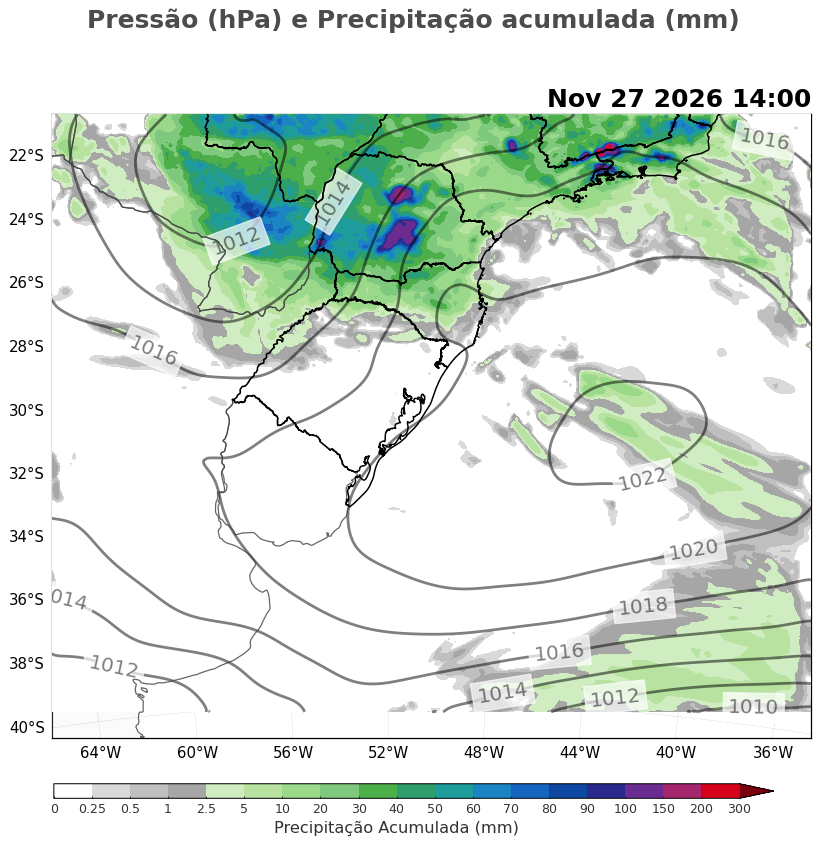 Pressão (hPa) e Precipitação acumulada (mm)
Nov 27 2026 14:00
22°S
24°S
26°S
28°S
30°S
32°S
34°S
36°S
38°S
40°S
1016
1014
1012
1016
1022
1020
1018
1016
1014
1012
1010
014
1012
64°W 60°W 56°W 52°W 48°W 44°W 40°W 36°W
0 0.25 0.5 1 2.5 5 10 20 30 40 50 60 70 80 90 100 150 200 300
Precipitação Acumulada (mm)